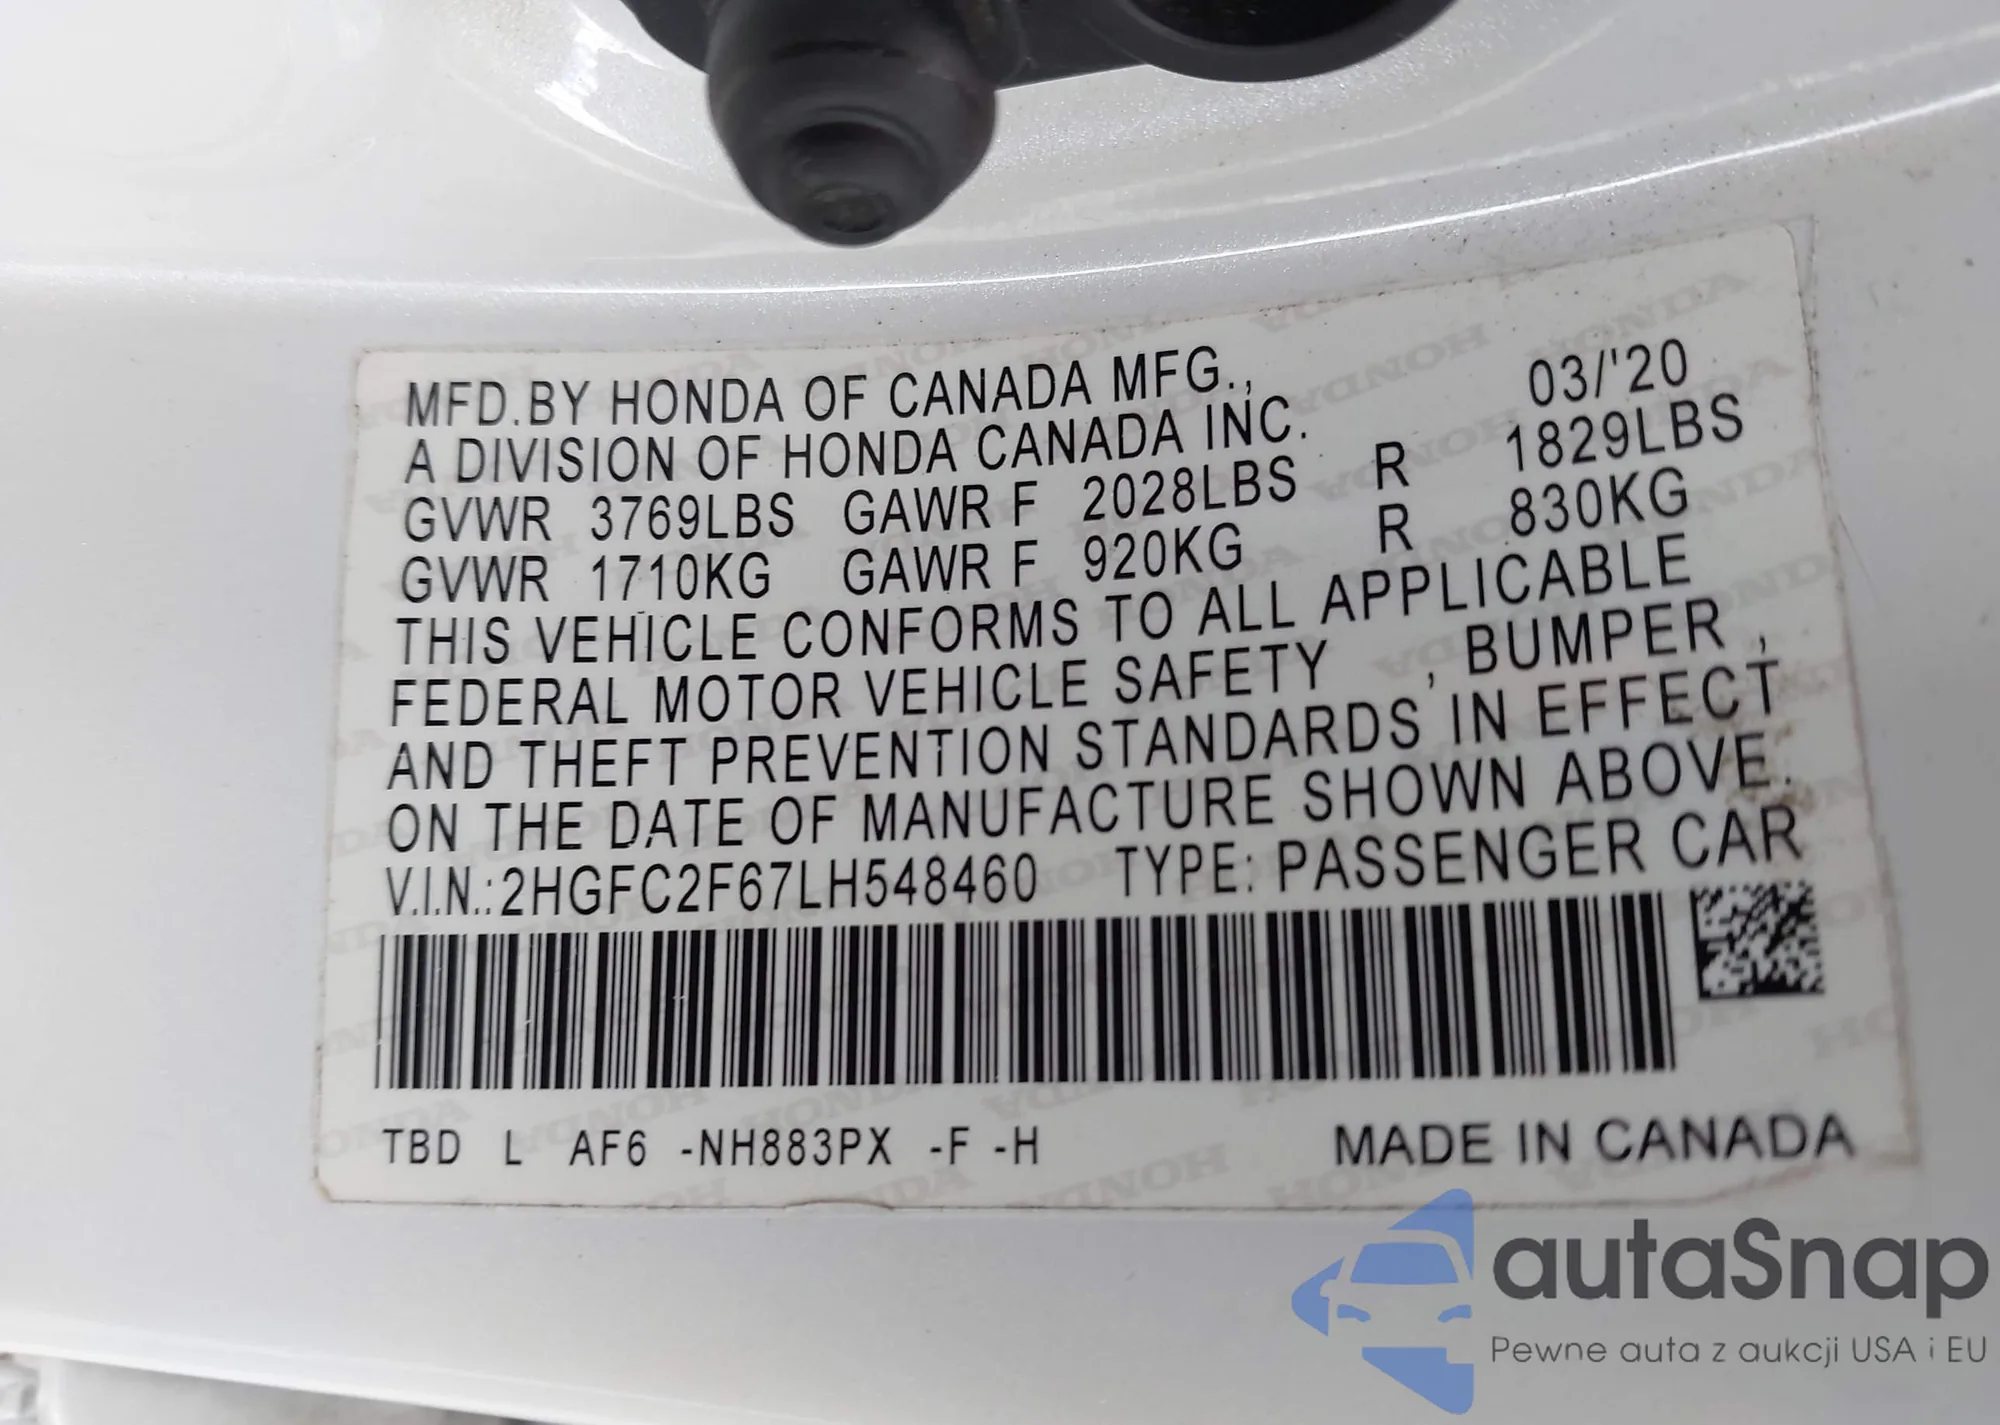 MFD.BY HONDA OF CANADA MFG., 03/'20
A DIVISION OF HONDA CANADA INC.
GVWR 3769LBS GAWR F 2028LBS R 1829LBS
GVWR 1710KG GAWR F 920KG R 830KG
THIS VEHICLE CONFORMS TO ALL APPLICABLE
FEDERAL MOTOR VEHICLE SAFETY , BUMPER ,
AND THEFT PREVENTION STANDARDS IN EFFECT
ON THE DATE OF MANUFACTURE SHOWN ABOVE.
V.I.N.:2HGFC2F67LH548460 TYPE: PASSENGER CAR
TBD L AF6 -NH883PX -F -H MADE IN CANADA
autaSnap
Pewne auta z aukcji USA i EU